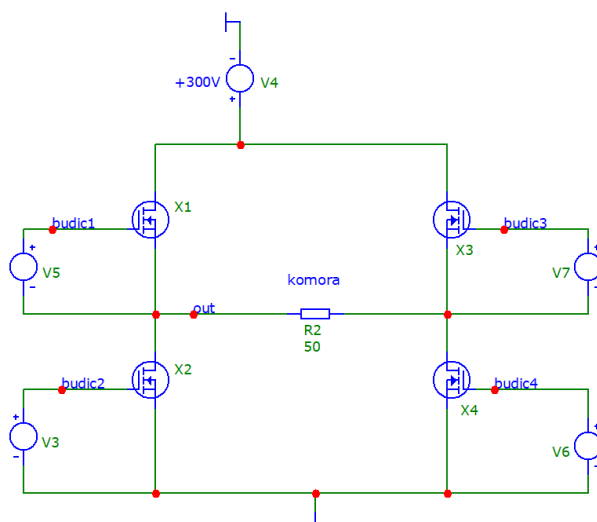 +300V
V4
budic1
X1
V5
budic3
X3
V7
komora
out
R2
50
budic2
X2
V3
budic4
X4
V6